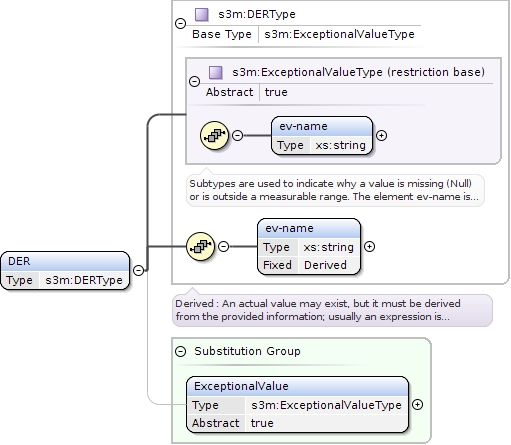 s3m:DERType
Base Type s3m:ExceptionalValueType
s3m:ExceptionalValueType (restriction base)
Abstract true
ev-name
Type xs:string
Subtypes are used to indicate why a value is missing (Null)
or is outside a measurable range. The element ev-name is...
ev-name
Type xs:string
Fixed Derived
DER
Type s3m:DERType
Derived : An actual value may exist, but it must be derived
from the provided information; usually an expression is...
Substitution Group
ExceptionalValue
Type s3m:ExceptionalValueType
Abstract true